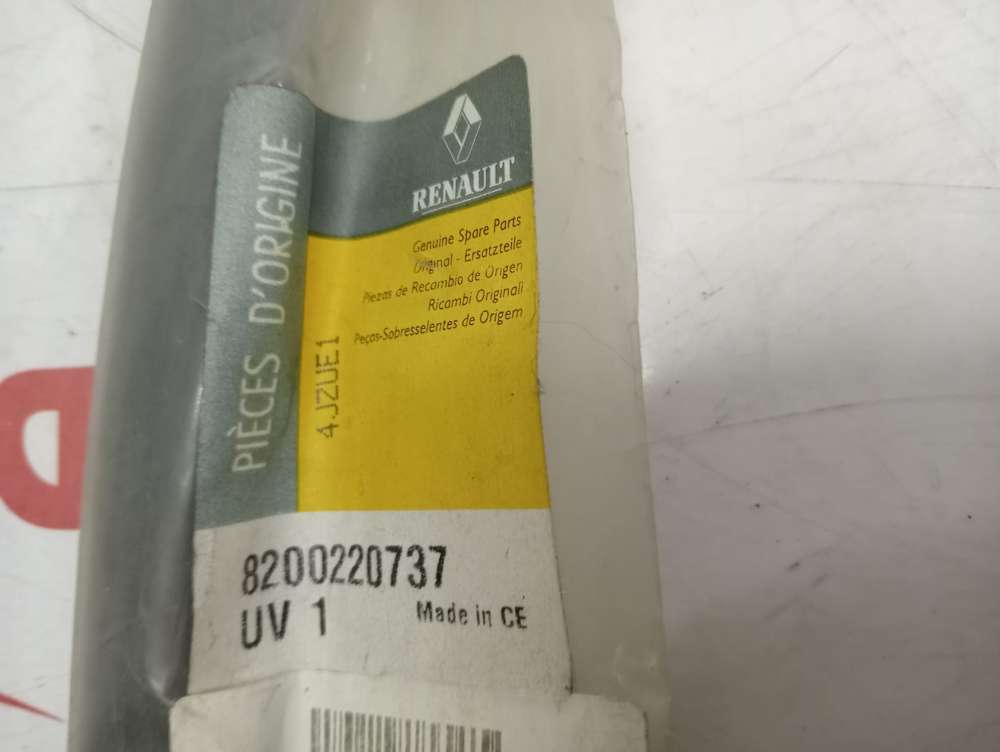 PIÈCES D'ORIGINE
RENAULT
Genuine Spare Parts
Original - Ersatzteile
Piezas de Recambio de Origen
Ricambi Originali
Peças-Sobresselentes de Origem
4JZUE1
8200220737
UV 1
Made in CE